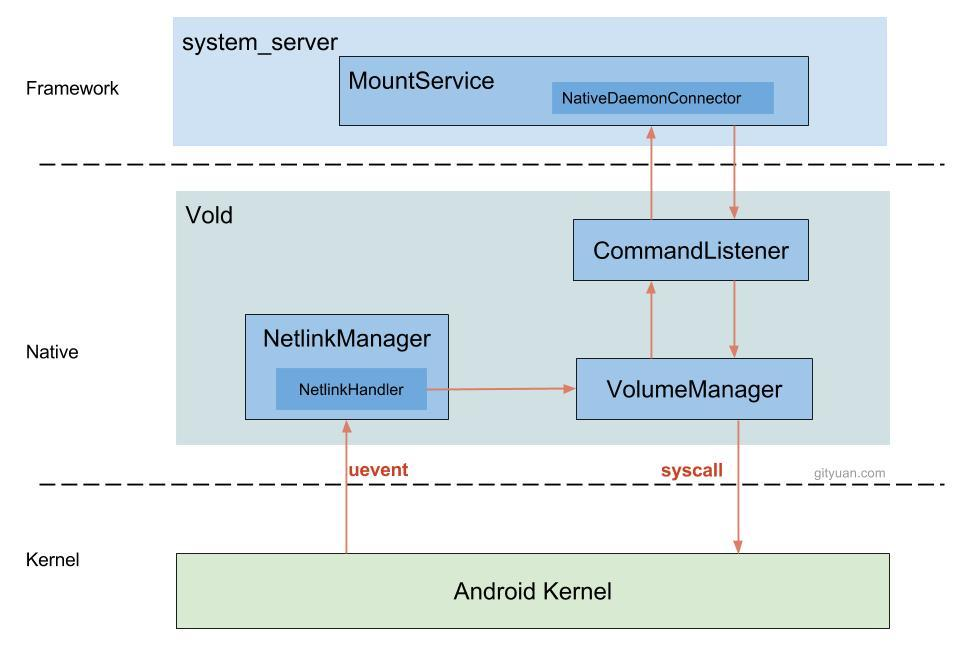 system_server
Framework
MountService
NativeDaemonConnector
Vold
CommandListener
NetlinkManager
Native
NetlinkHandler
VolumeManager
uevent
syscall
gityuan.com
Kernel
Android Kernel